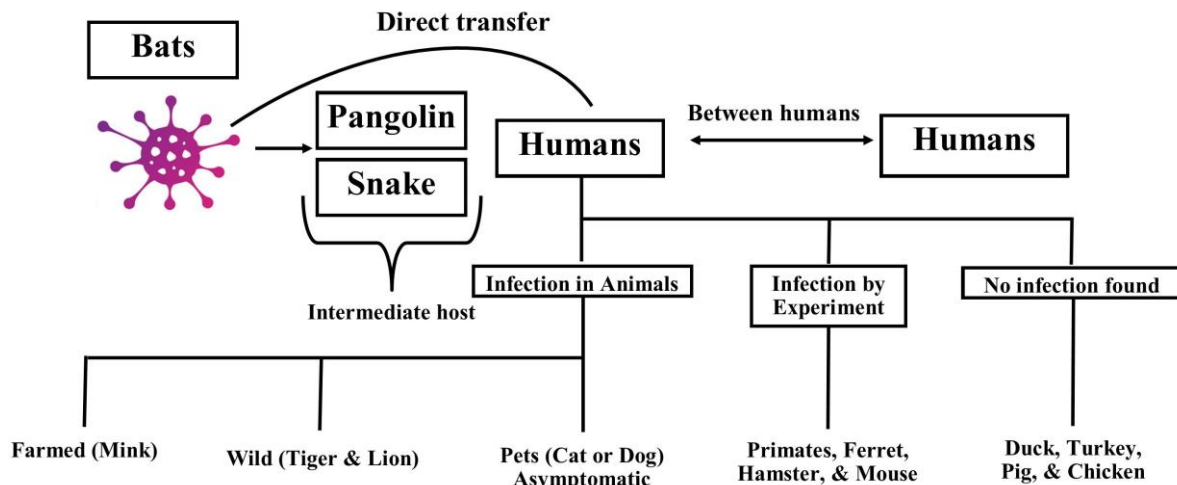 Direct transfer
Bats
Pangolin
Snake
Humans
Between humans
Humans
Intermediate host
Infection in Animals
Infection by
Experiment
No infection found
Farmed (Mink)
Wild (Tiger & Lion)
Pets (Cat or Dog)
Asymptomatic
Primates, Ferret,
Hamster, & Mouse
Duck, Turkey,
Pig, & Chicken